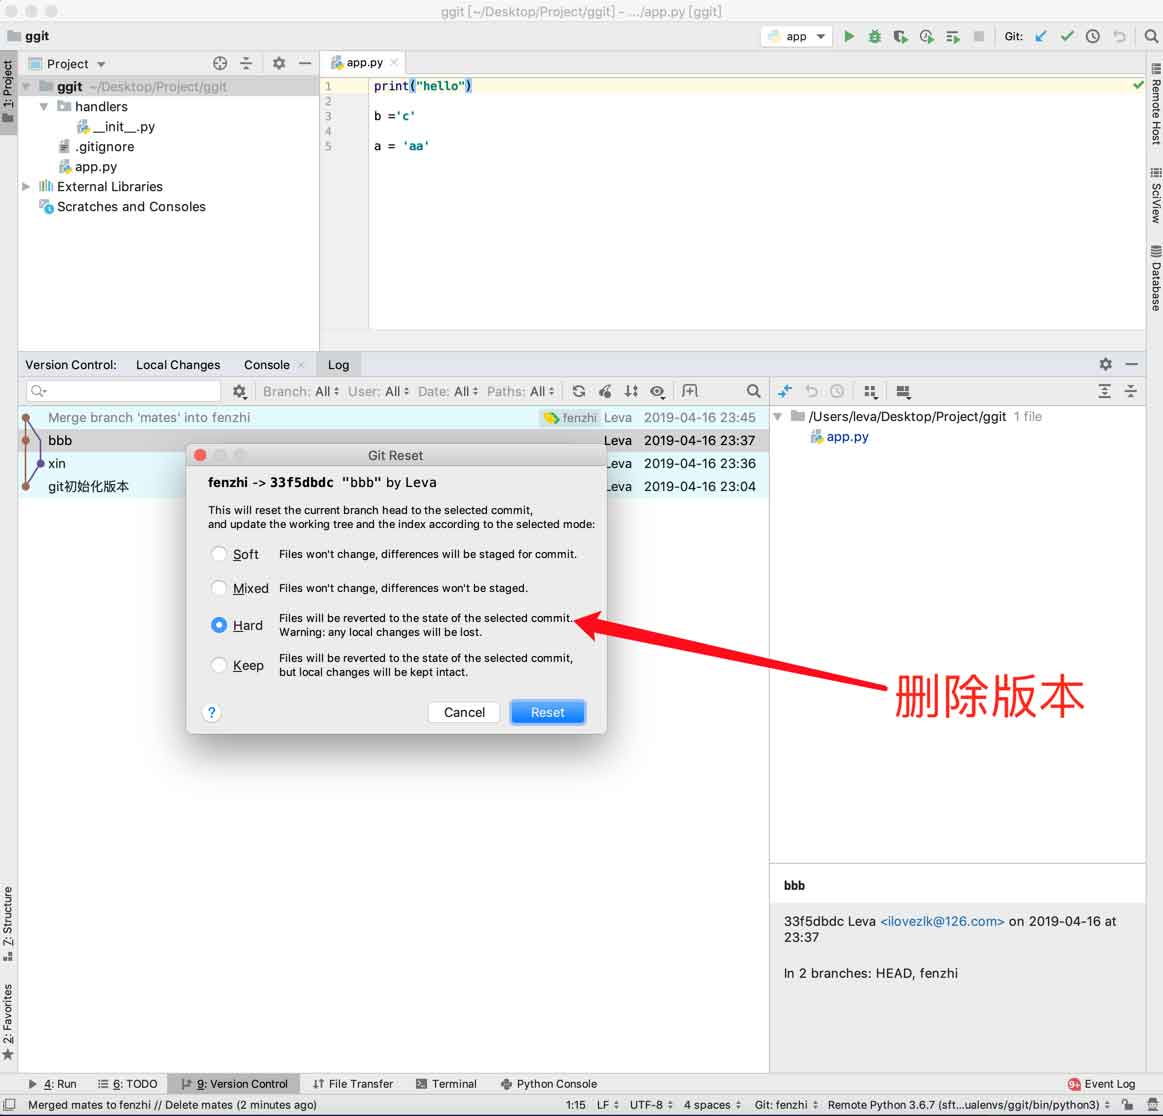 ggit [~/Desktop/Project/ggit] - .../app.py [ggit]
ggit
app
Git:
1: Project
Project
app.py
ggit ~/Desktop/Project/ggit
handlers
__init__.py
.gitignore
app.py
External Libraries
Scratches and Consoles
1 print("hello")
2
3 b ='c'
4
5 a = 'aa'
Remote Host
SciView
Database
Version Control: Local Changes Console Log
Branch: All User: All Date: All Paths: All
Merge branch 'mates' into fenzhi fenzhi Leva 2019-04-16 23:45
bbb Leva 2019-04-16 23:37
xin Leva 2019-04-16 23:36
git初始化版本 Leva 2019-04-16 23:04
/Users/leva/Desktop/Project/ggit 1 file
app.py
Git Reset
fenzhi -> 33f5dbdc "bbb" by Leva
This will reset the current branch head to the selected commit,
and update the working tree and the index according to the selected mode:
Soft Files won't change, differences will be staged for commit.
Mixed Files won't change, differences won't be staged.
Hard Files will be reverted to the state of the selected commit.
Warning: any local changes will be lost.
Keep Files will be reverted to the state of the selected commit,
but local changes will be kept intact.
? Cancel Reset
删除版本
bbb
33f5dbdc Leva <ilovezlk@126.com> on 2019-04-16 at
23:37
In 2 branches: HEAD, fenzhi
7: Structure
2: Favorites
4: Run 6: TODO 9: Version Control File Transfer Terminal Python Console 9+ Event Log
Merged mates to fenzhi // Delete mates (2 minutes ago) 1:15 LF UTF-8 4 spaces Git: fenzhi Remote Python 3.6.7 (sft...ualenvs/ggit/bin/python3)